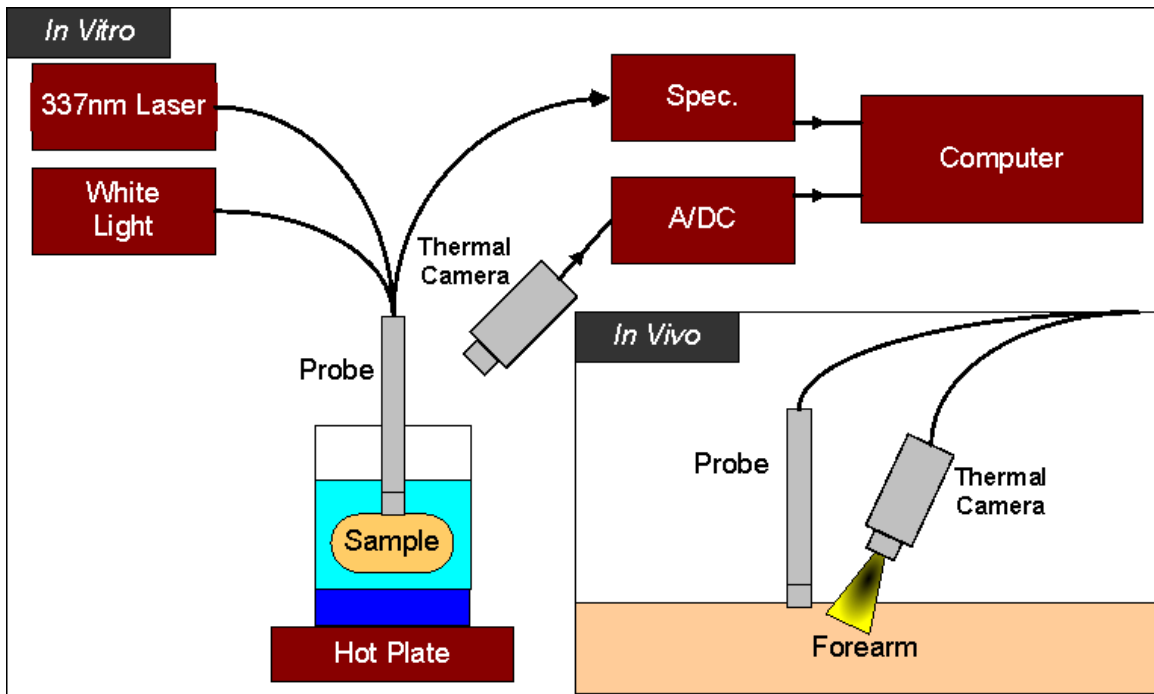 In Vitro
337nm Laser
White
Light
Spec.
Computer
A/DC
Thermal
Camera
Probe
Sample
Hot Plate
In Vivo
Probe
Thermal
Camera
Forearm